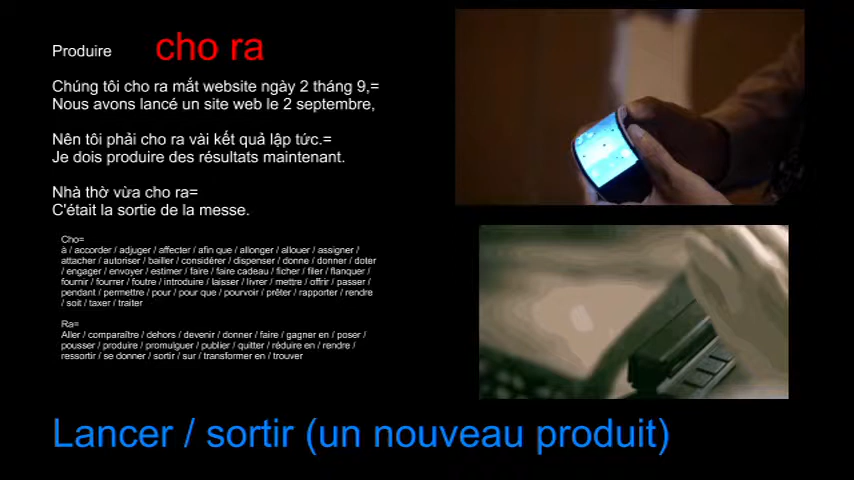 Produire
cho ra
Chúng tôi cho ra mắt website ngày 2 tháng 9,=
Nous avons lancé un site web le 2 septembre,
Nên tôi phải cho ra vài kết quả lập tức.=
Je dois produire des résultats maintenant.
Nhà thờ vừa cho ra=
C'était la sortie de la messe.
Cho=
à / accorder / adjuger / affecter / afin que / allonger / allouer / assigner /
attacher / autoriser / bailler / considérer / dispenser / donne / donner / doter
/ engager / envoyer / estimer / faire / faire cadeau / ficher / filer / flanquer /
fournir / fourrer / foutre / introduire / laisser / livrer / mettre / offrir / passer /
pendant / permettre / pour / pour que / pourvoir / prêter / rapporter / rendre
/ soit / taxer / traiter
Ra=
Aller / comparaître / dehors / devenir / donner / faire / gagner en / poser /
pousser / produire / promulguer / publier / quitter / réduire en / rendre /
ressortir / se donner / sortir / sur / transformer en / trouver
Lancer / sortir (un nouveau produit)